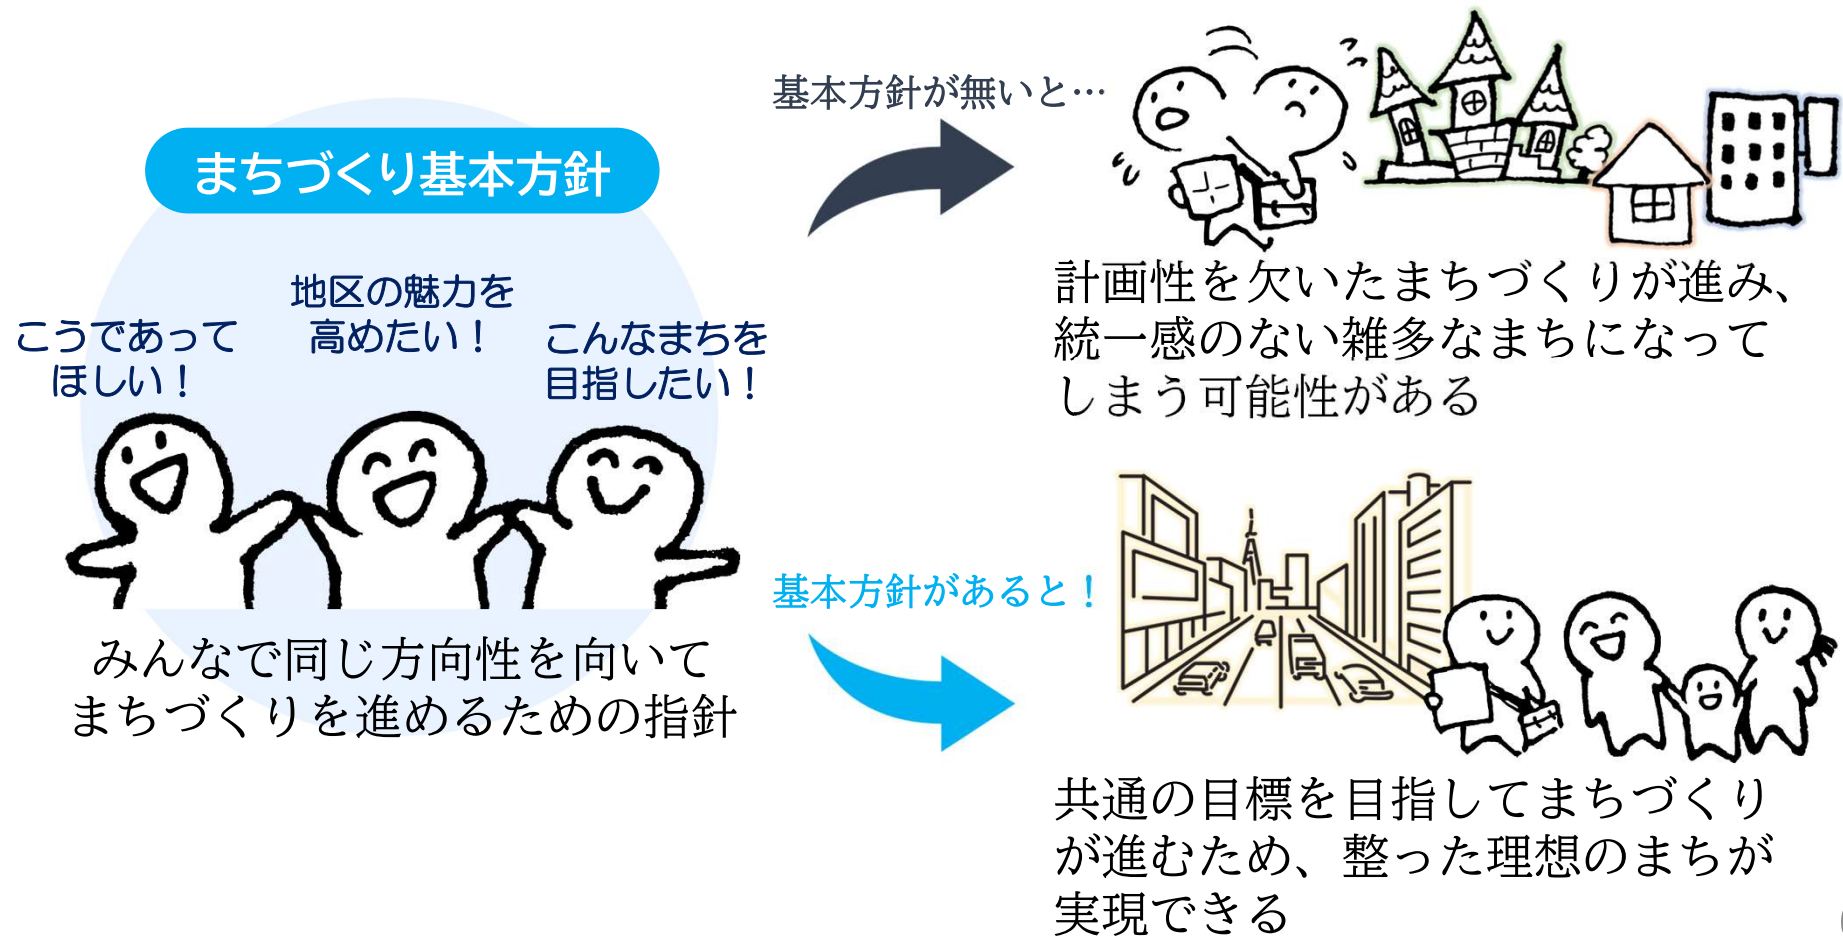 まちづくり基本方針
こうであって
ほしい！
地区の魅力を
高めたい！
こんなまちを
目指したい！
みんなで同じ方向性を向いて
まちづくりを進めるための指針
基本方針が無いと…
計画性を欠いたまちづくりが進み、
統一感のない雑多なまちになって
しまう可能性がある
基本方針があると！
共通の目標を目指してまちづくり
が進むため、整った理想のまちが
実現できる